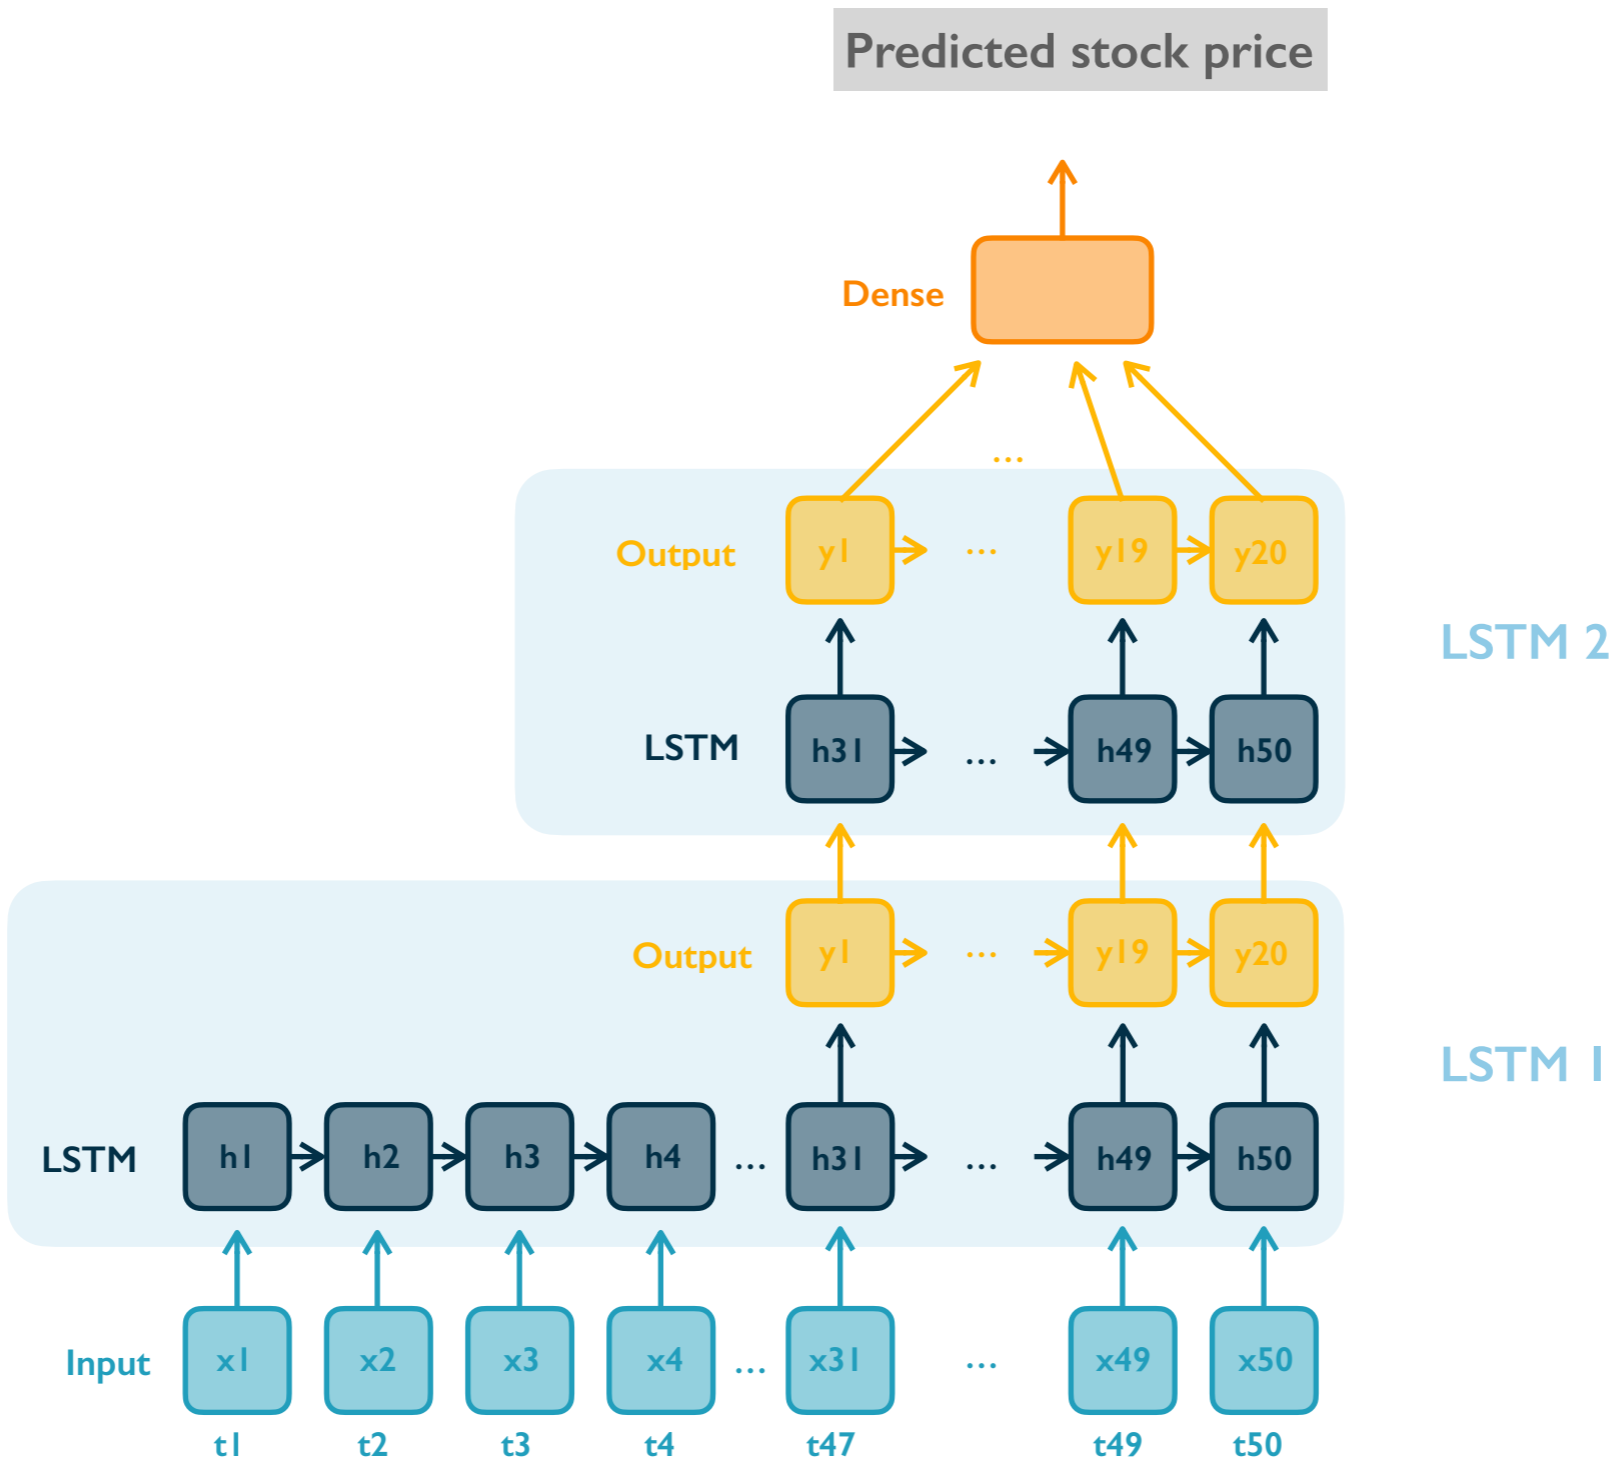 Predicted stock price
Dense
...
Output y1 ... y19 y20
LSTM 2
LSTM h31 ... h49 h50
Output y1 ... y19 y20
LSTM 1
LSTM h1 h2 h3 h4 ... h31 ... h49 h50
Input x1 x2 x3 x4 ... x31 ... x49 x50
t1 t2 t3 t4 t47 t49 t50